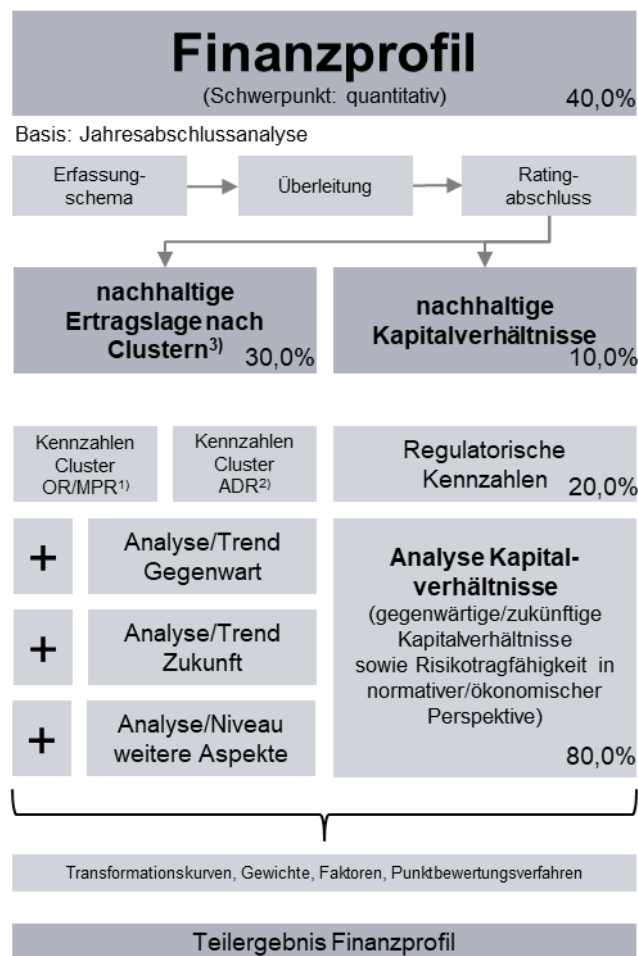 Finanzprofil
(Schwerpunkt: quantitativ)
40,0%
Basis: Jahresabschlussanalyse
Erfassung-
schema
Überleitung
Rating-
abschluss
nachhaltige
Ertragslage nach
Clustern3)
30,0%
nachhaltige
Kapitalverhältnisse
10,0%
Kennzahlen
Cluster
OR/MPR1)
Kennzahlen
Cluster
ADR2)
Regulatorische
Kennzahlen
20,0%
+
Analyse/Trend
Gegenwart
+
Analyse/Trend
Zukunft
+
Analyse/Niveau
weitere Aspekte
Analyse Kapital-
verhältnisse
(gegenwärtige/zukünftige
Kapitalverhältnisse
sowie Risikotragfähigkeit in
normativer/ökonomischer
Perspektive)
80,0%
Transformationskurven, Gewichte, Faktoren, Punktbewertungsverfahren
Teilergebnis Finanzprofil